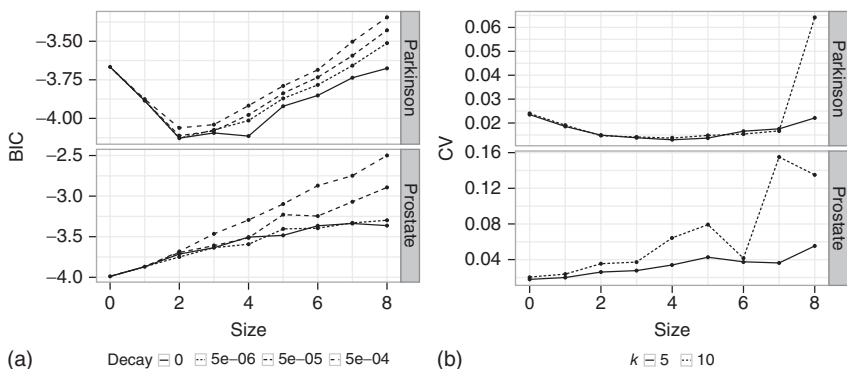 −3.50
−3.75
−4.00
Parkinson
BIC
−2.5
−3.0
−3.5
−4.0
Prostate
0 2 4 6 8
Size
(a) Decay 0 5e−06 5e−05 5e−04
0.06
0.05
0.04
0.03
0.02
0.01
Parkinson
CV
0.16
0.12
0.08
0.04
Prostate
0 2 4 6 8
Size
(b) k 5 10